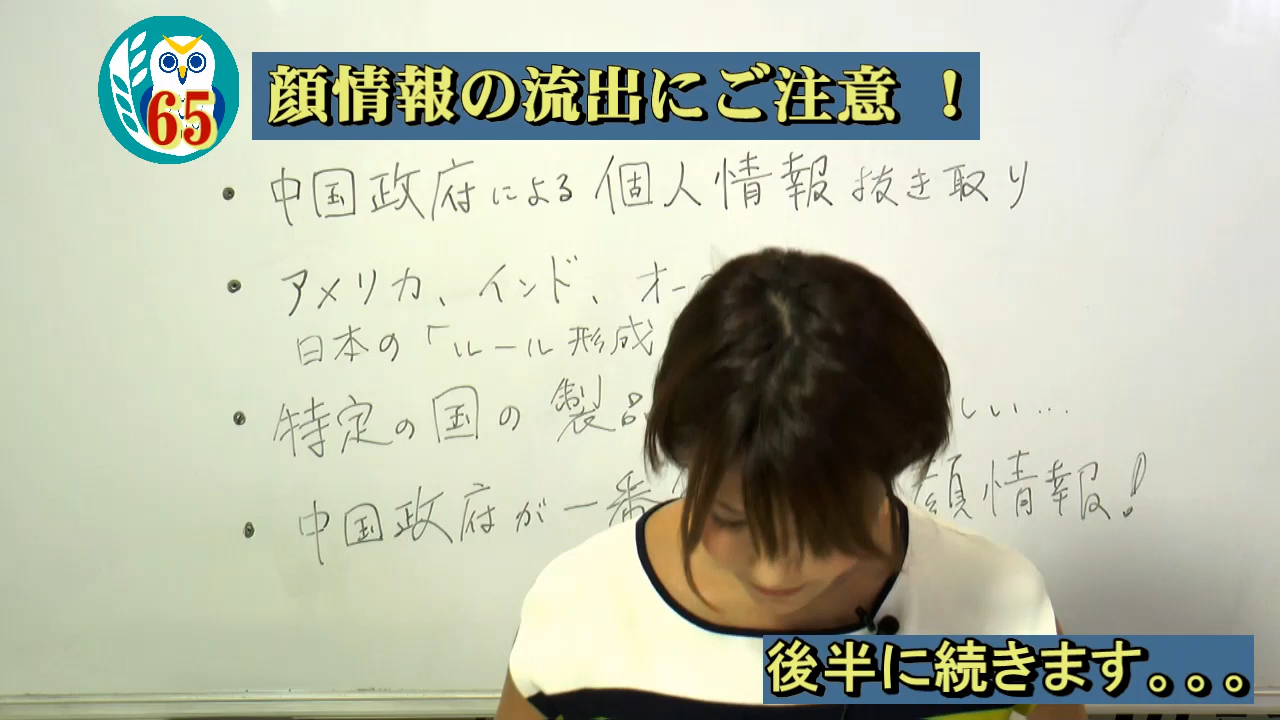 65
顔情報の流出にご注意 !
・中国政府による個人情報抜き取り
・アメリカ、インド、オー
日本の「ルール形成
・特定の国の製品 しい…
・中国政府が一番 顔情報!
後半に続きます。。。